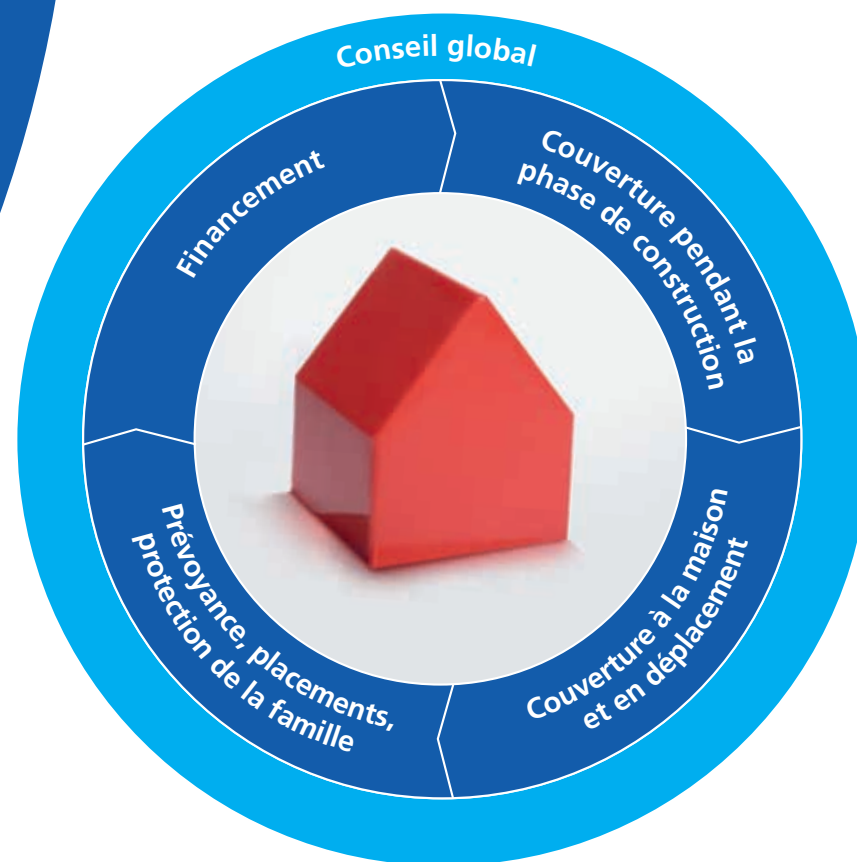 Conseil global
Financement
Couverture pendant la
phase de construction
Couverture à la maison
et en déplacement
Prévoyance, placements,
protection de la famille